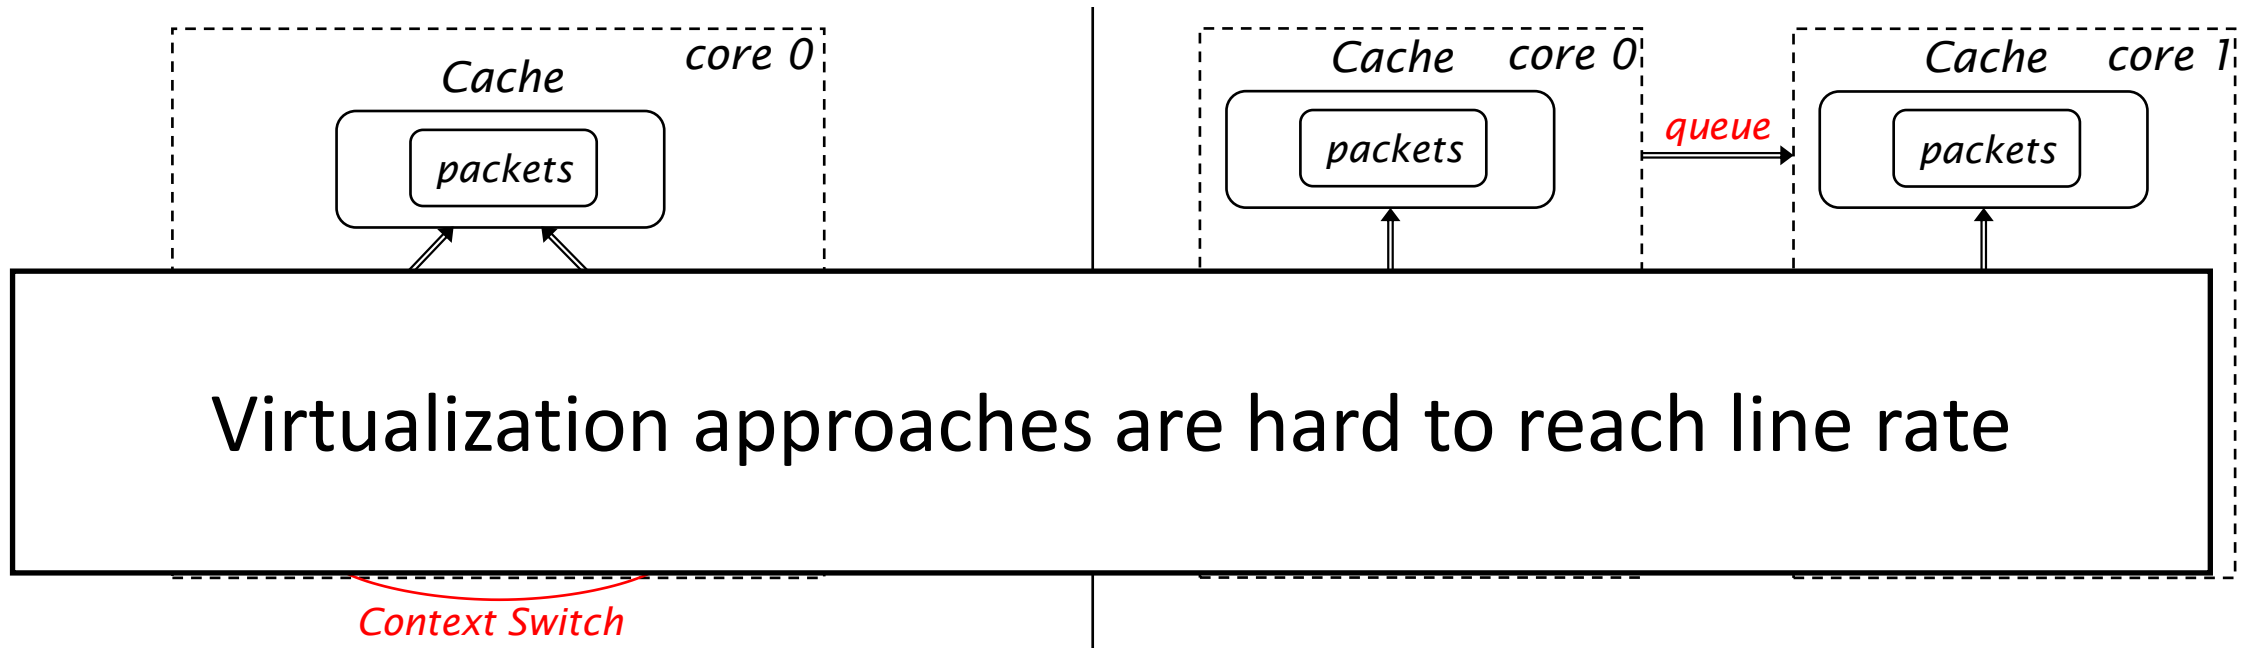 core 0
Cache
packets
Cache
core 0
packets
queue
Cache
core 1
packets
Virtualization approaches are hard to reach line rate
Context Switch